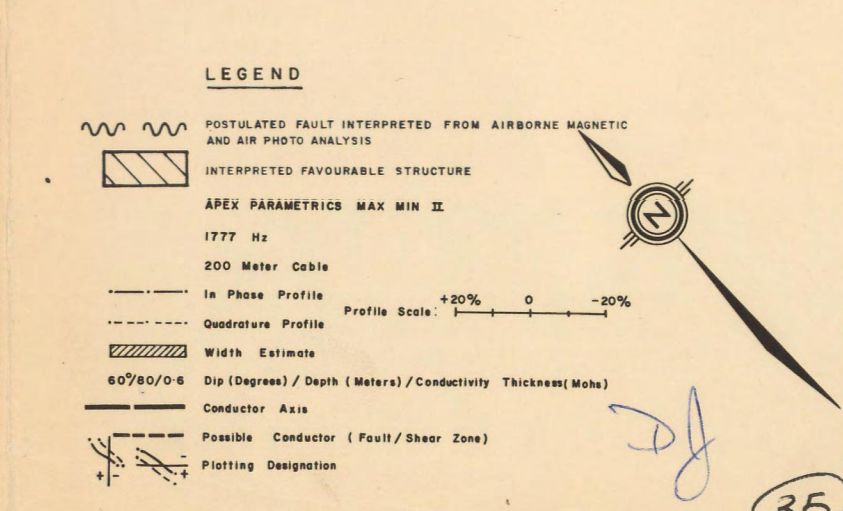 LEGEND
POSTULATED FAULT INTERPRETED FROM AIRBORNE MAGNETIC
AND AIR PHOTO ANALYSIS
INTERPRETED FAVOURABLE STRUCTURE
APEX PARAMETRICS MAX MIN II
1777 Hz
200 Meter Cable
In Phase Profile
Profile Scale: +20% 0 -20%
Quadrature Profile
Width Estimate
60°/80/0·6 Dip (Degrees) / Depth (Meters) / Conductivity Thickness (Mohs)
Conductor Axis
Possible Conductor (Fault/Shear Zone)
+ - - + Plotting Designation
N
DJ
35